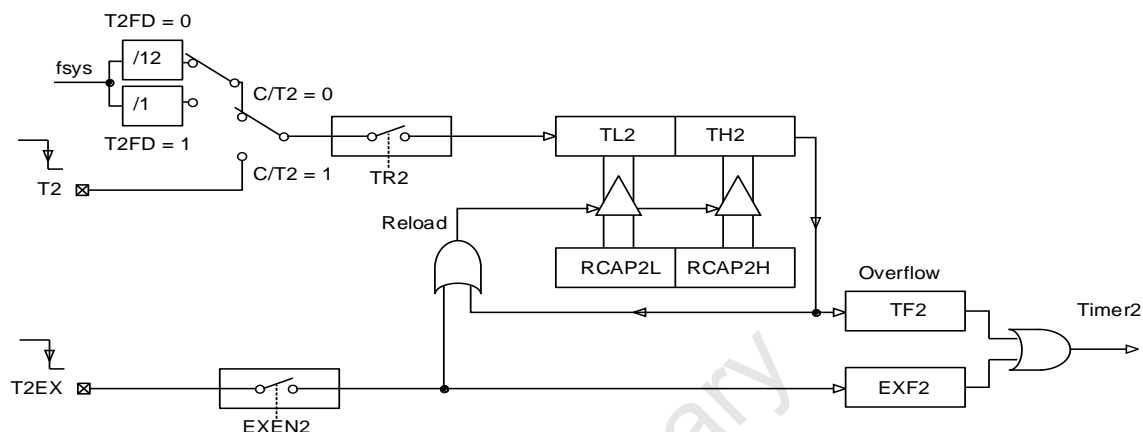 T2FD = 0
/12
fsys
C/T2 = 0
/1
T2FD = 1
TL2
TH2
T2
C/T2 = 1
TR2
Reload
RCAP2L
RCAP2H
Overflow
TF2
Timer2
T2EX
EXF2
EXEN2